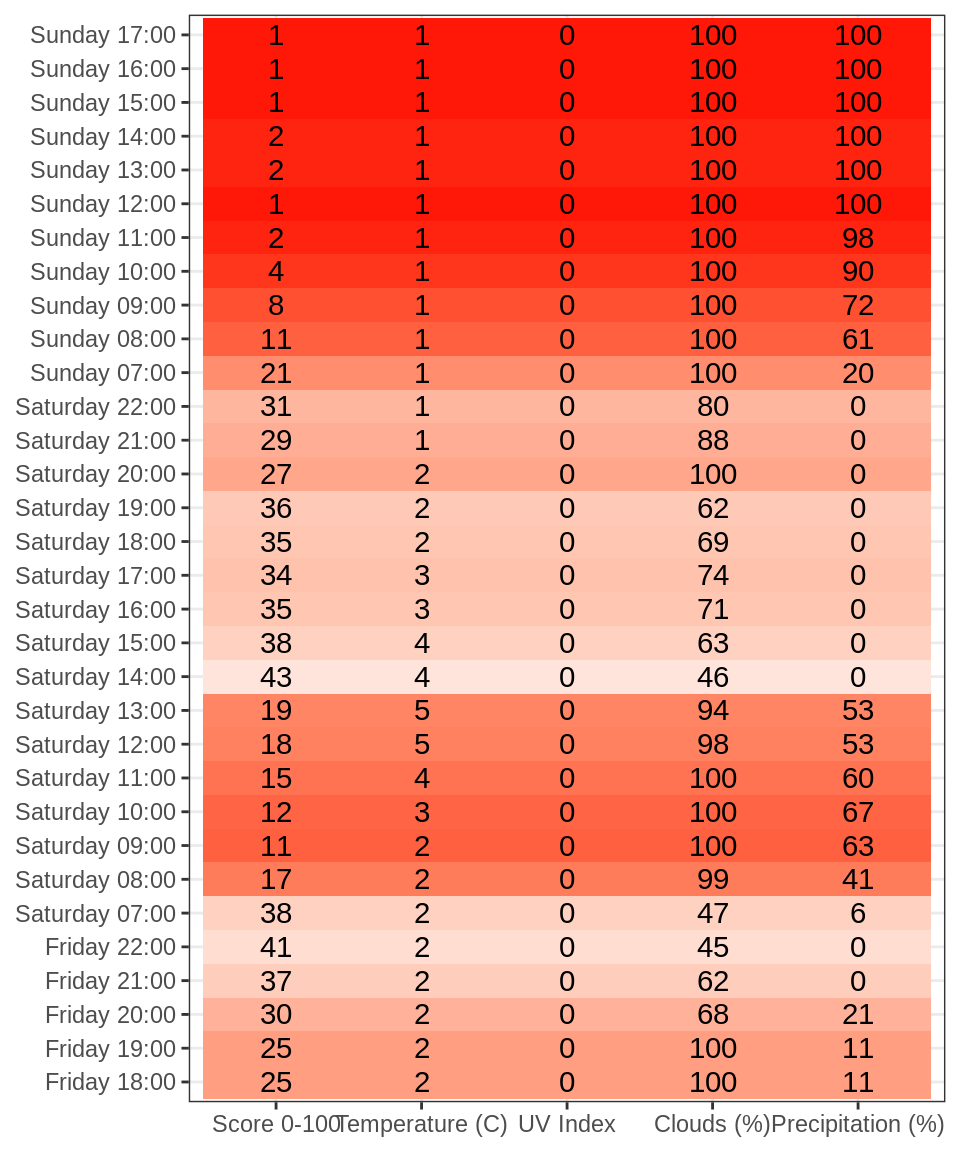 Sunday 17:00 1 1 0 100 100
Sunday 16:00 1 1 0 100 100
Sunday 15:00 1 1 0 100 100
Sunday 14:00 2 1 0 100 100
Sunday 13:00 2 1 0 100 100
Sunday 12:00 1 1 0 100 100
Sunday 11:00 2 1 0 100 98
Sunday 10:00 4 1 0 100 90
Sunday 09:00 8 1 0 100 72
Sunday 08:00 11 1 0 100 61
Sunday 07:00 21 1 0 100 20
Saturday 22:00 31 1 0 80 0
Saturday 21:00 29 1 0 88 0
Saturday 20:00 27 2 0 100 0
Saturday 19:00 36 2 0 62 0
Saturday 18:00 35 2 0 69 0
Saturday 17:00 34 3 0 74 0
Saturday 16:00 35 3 0 71 0
Saturday 15:00 38 4 0 63 0
Saturday 14:00 43 4 0 46 0
Saturday 13:00 19 5 0 94 53
Saturday 12:00 18 5 0 98 53
Saturday 11:00 15 4 0 100 60
Saturday 10:00 12 3 0 100 67
Saturday 09:00 11 2 0 100 63
Saturday 08:00 17 2 0 99 41
Saturday 07:00 38 2 0 47 6
Friday 22:00 41 2 0 45 0
Friday 21:00 37 2 0 62 0
Friday 20:00 30 2 0 68 21
Friday 19:00 25 2 0 100 11
Friday 18:00 25 2 0 100 11
Score 0-100 Temperature (C) UV Index Clouds (%) Precipitation (%)